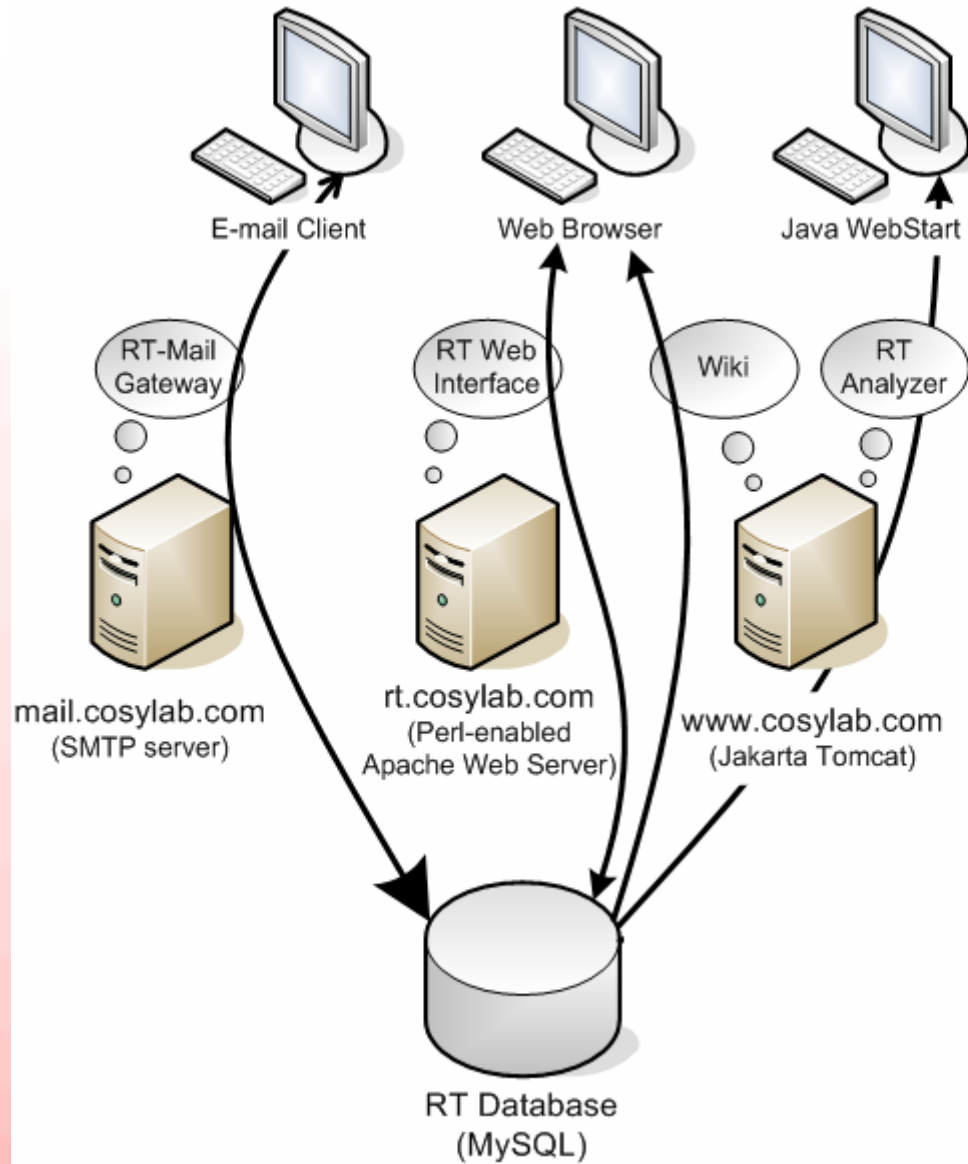 E-mail Client
Web Browser
Java WebStart
RT-Mail
Gateway
RT Web
Interface
Wiki
RT
Analyzer
mail.cosylab.com
(SMTP server)
rt.cosylab.com
(Perl-enabled
Apache Web Server)
www.cosylab.com
(Jakarta Tomcat)
RT Database
(MySQL)